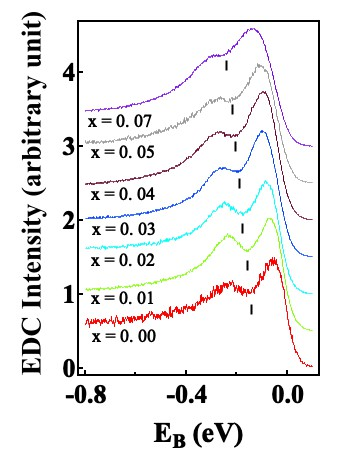 EDC Intensity (arbitrary unit)
4
3
2
1
0
x = 0. 07
x = 0. 05
x = 0. 04
x = 0. 03
x = 0. 02
x = 0. 01
x = 0. 00
-0.8 -0.4 0.0
E_B (eV)